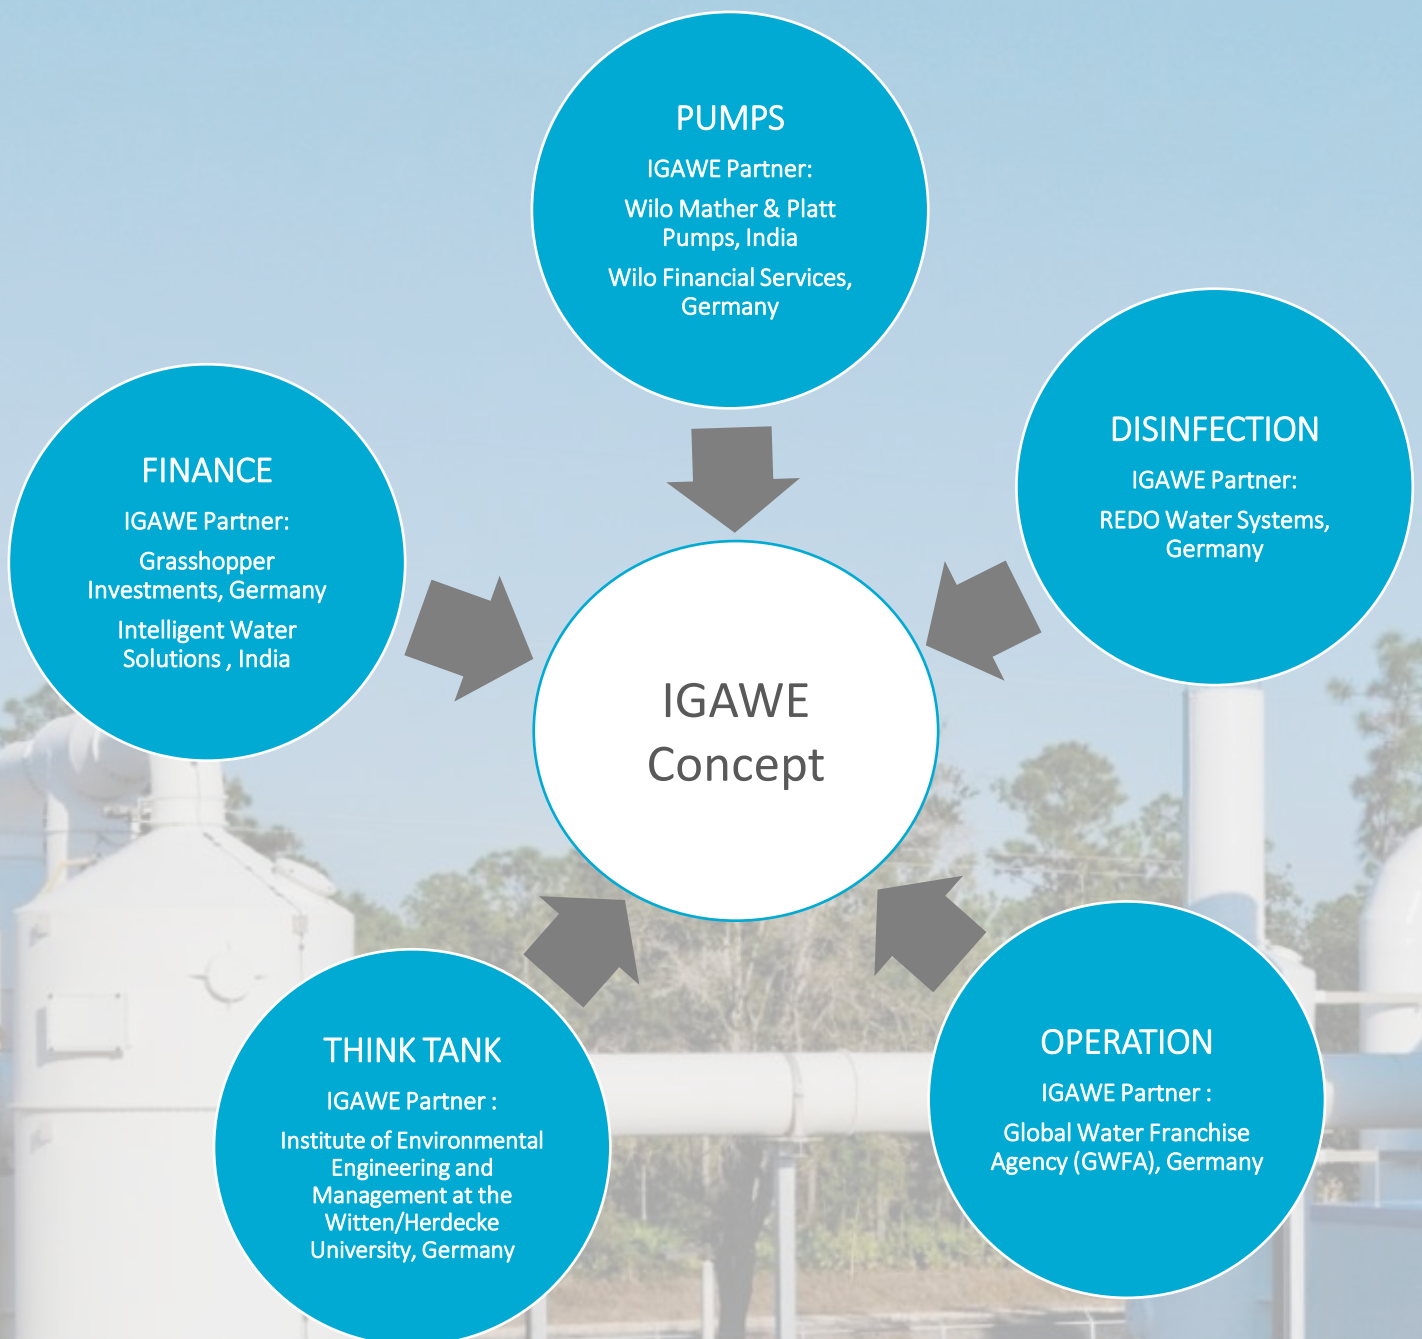 PUMPS
IGAWE Partner:
Wilo Mather & Platt
Pumps, India
Wilo Financial Services,
Germany
DISINFECTION
IGAWE Partner:
REDO Water Systems,
Germany
FINANCE
IGAWE Partner:
Grasshopper
Investments, Germany
Intelligent Water
Solutions , India
IGAWE
Concept
THINK TANK
IGAWE Partner :
Institute of Environmental
Engineering and
Management at the
Witten/Herdecke
University, Germany
OPERATION
IGAWE Partner :
Global Water Franchise
Agency (GWFA), Germany